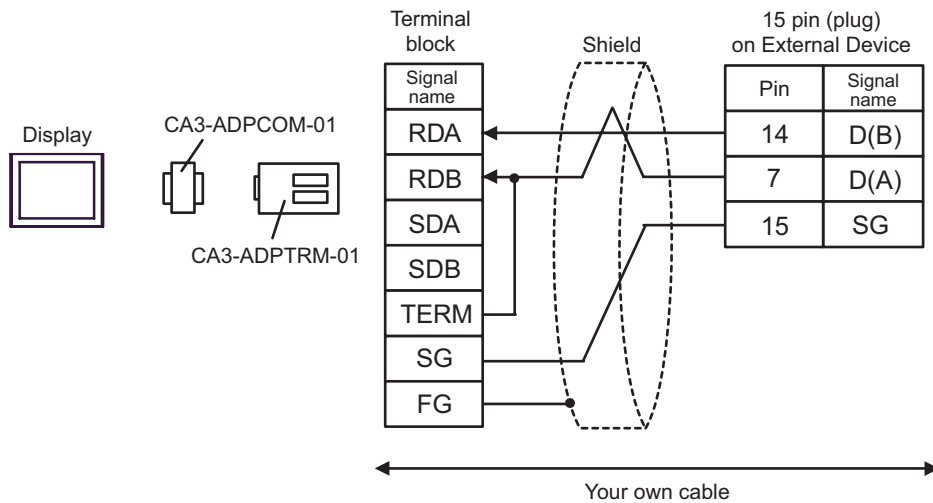 Terminal
block
Shield
15 pin (plug)
on External Device
Display
CA3-ADPCOM-01
CA3-ADPTRM-01
Signal
name
RDA
RDB
SDA
SDB
TERM
SG
FG
Pin
Signal
name
14
D(B)
7
D(A)
15
SG
Your own cable